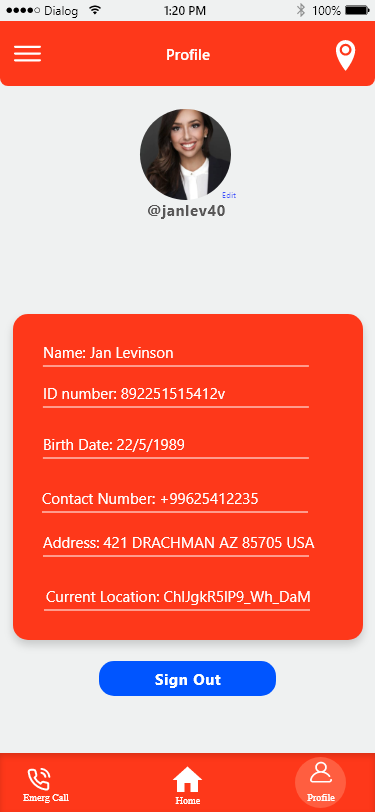 Dialog 1:20 PM 100%
Profile
Edit
@janlev40
Name: Jan Levinson
ID number: 892251515412v
Birth Date: 22/5/1989
Contact Number: +99625412235
Address: 421 DRACHMAN AZ 85705 USA
Current Location: ChIJgkR5IP9_Wh_DaM
Sign Out
Emerg Call Home Profile